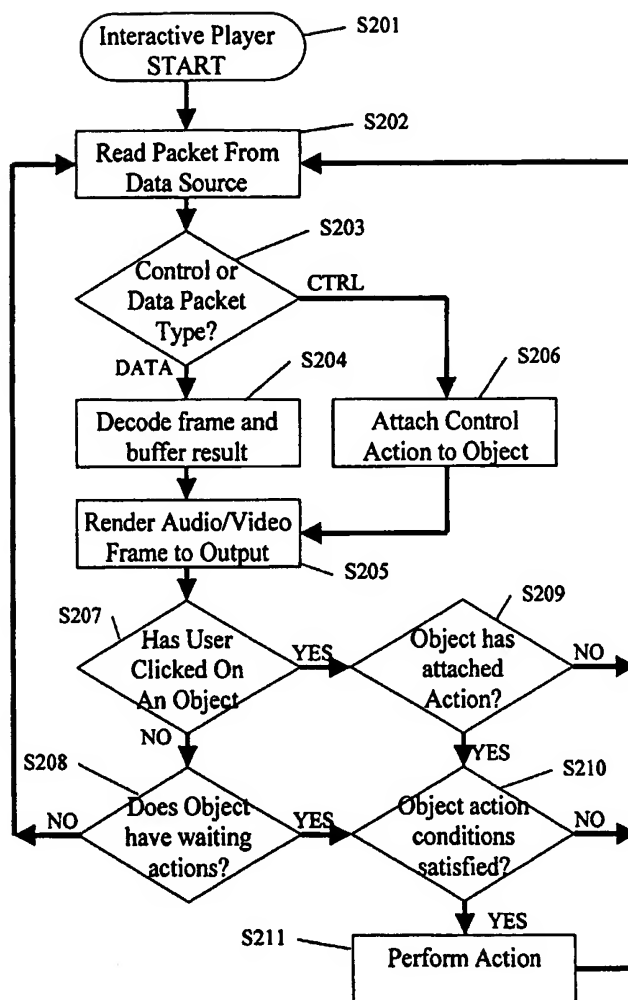 S201
Interactive Player
START
S202
Read Packet From
Data Source
S203
Control or
Data Packet
Type?
CTRL
DATA
S204
S206
Decode frame and
buffer result
Attach Control
Action to Object
Render Audio/Video
Frame to Output
S205
S207
Has User
Clicked On
An Object
YES
NO
S209
Object has
attached
Action?
NO
YES
S208
Does Object
have waiting
actions?
NO
YES
S210
Object action
conditions
satisfied?
NO
YES
S211
Perform Action